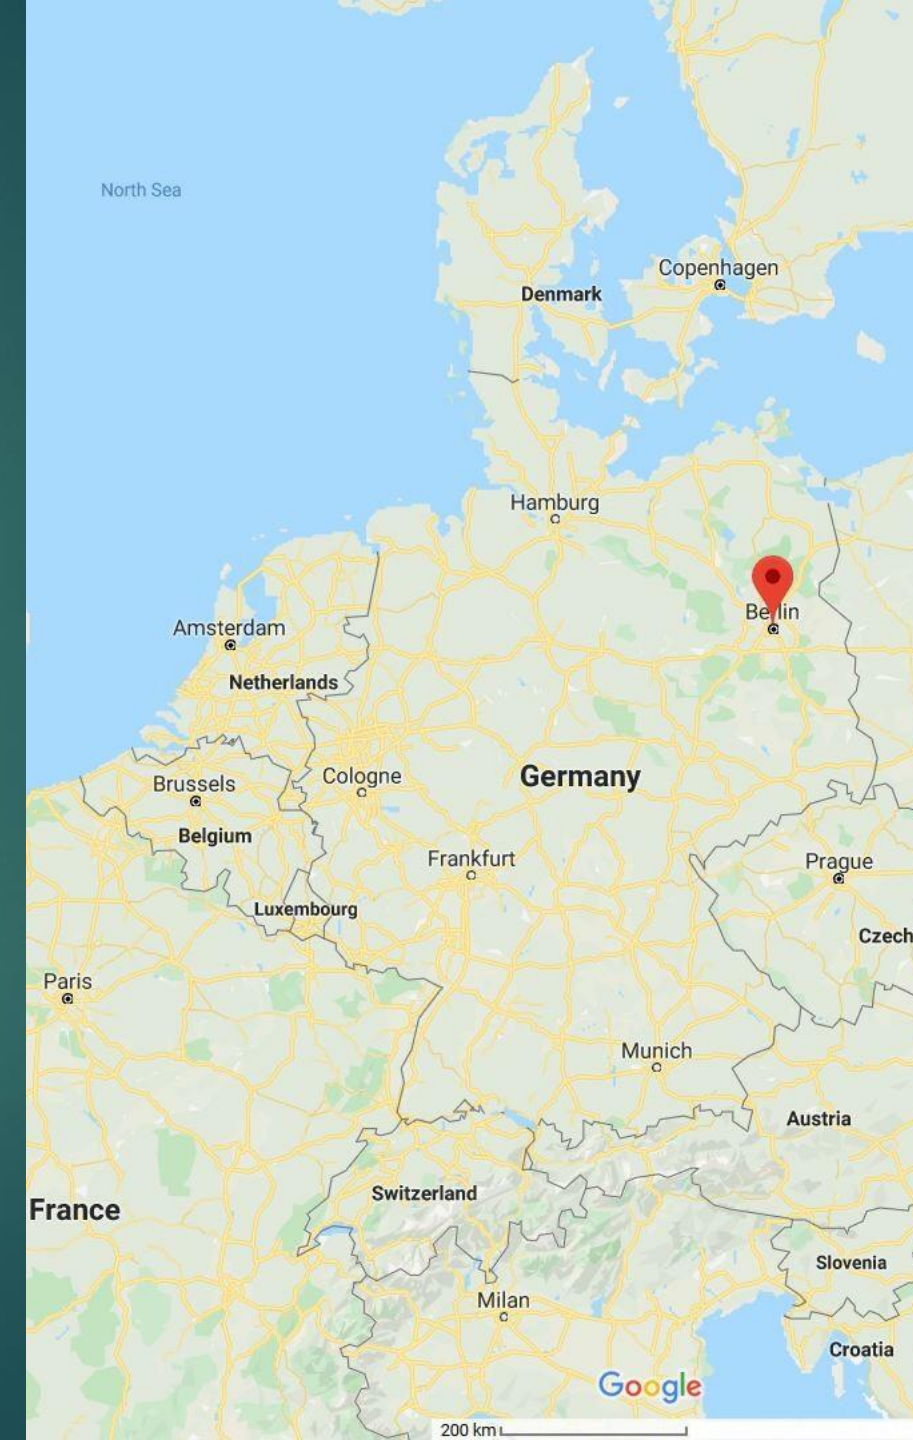 North Sea
Copenhagen
Denmark
Hamburg
Berlin
Amsterdam
Netherlands
Cologne
Germany
Brussels
Belgium
Frankfurt
Prague
Luxembourg
Czech
Paris
Munich
Austria
Switzerland
France
Slovenia
Milan
Croatia
Google
200 km